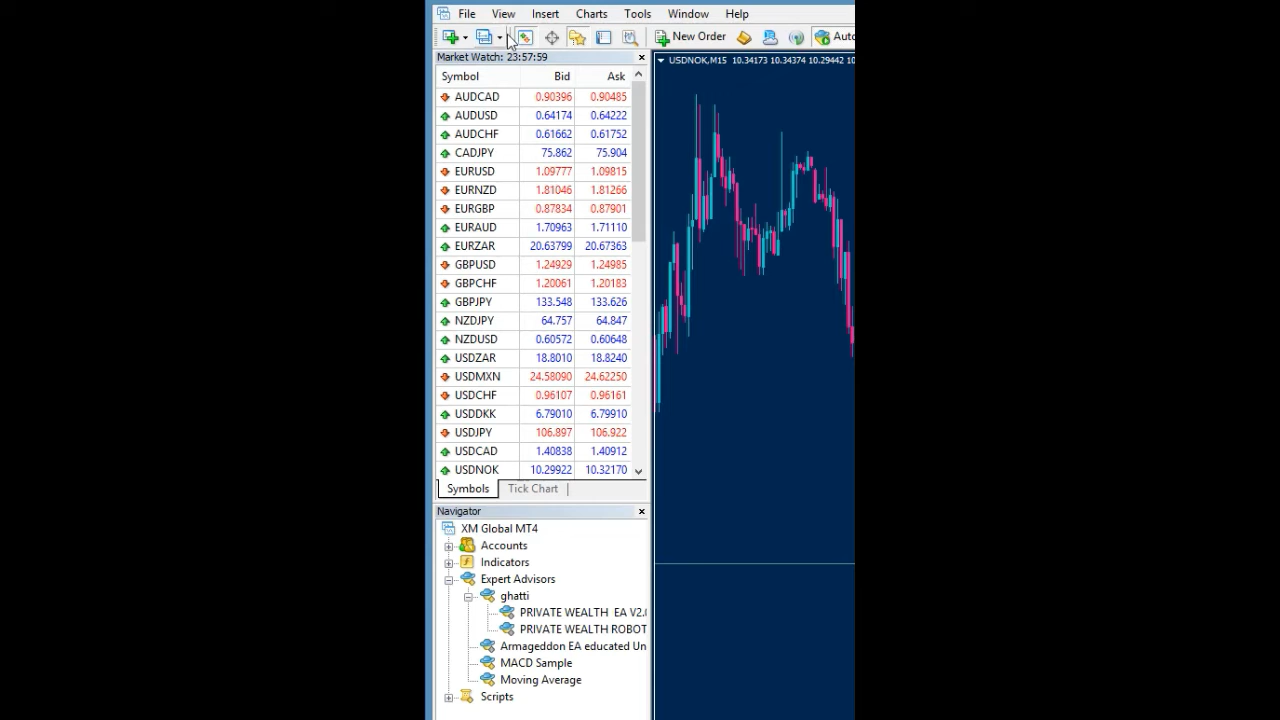 File View Insert Charts Tools Window Help
New Order Auto
Market Watch: 23:57:59
USDNOK,M15 10.34173 10.34374 10.29442 10
Symbol Bid Ask
AUDCAD 0.90396 0.90485
AUDUSD 0.64174 0.64222
AUDCHF 0.61662 0.61752
CADJPY 75.862 75.904
EURUSD 1.09777 1.09815
EURNZD 1.81046 1.81266
EURGBP 0.87834 0.87901
EURAUD 1.70963 1.71110
EURZAR 20.63799 20.67363
GBPUSD 1.24929 1.24985
GBPCHF 1.20061 1.20183
GBPJPY 133.548 133.626
NZDJPY 64.757 64.847
NZDUSD 0.60572 0.60648
USDZAR 18.8010 18.8240
USDMXN 24.58090 24.62250
USDCHF 0.96107 0.96161
USDDKK 6.79010 6.79910
USDJPY 106.897 106.922
USDCAD 1.40838 1.40912
USDNOK 10.29922 10.32170
Symbols Tick Chart
Navigator
XM Global MT4
Accounts
Indicators
Expert Advisors
ghatti
PRIVATE WEALTH EA V2.0
PRIVATE WEALTH ROBOT
Armageddon EA educated Un
MACD Sample
Moving Average
Scripts